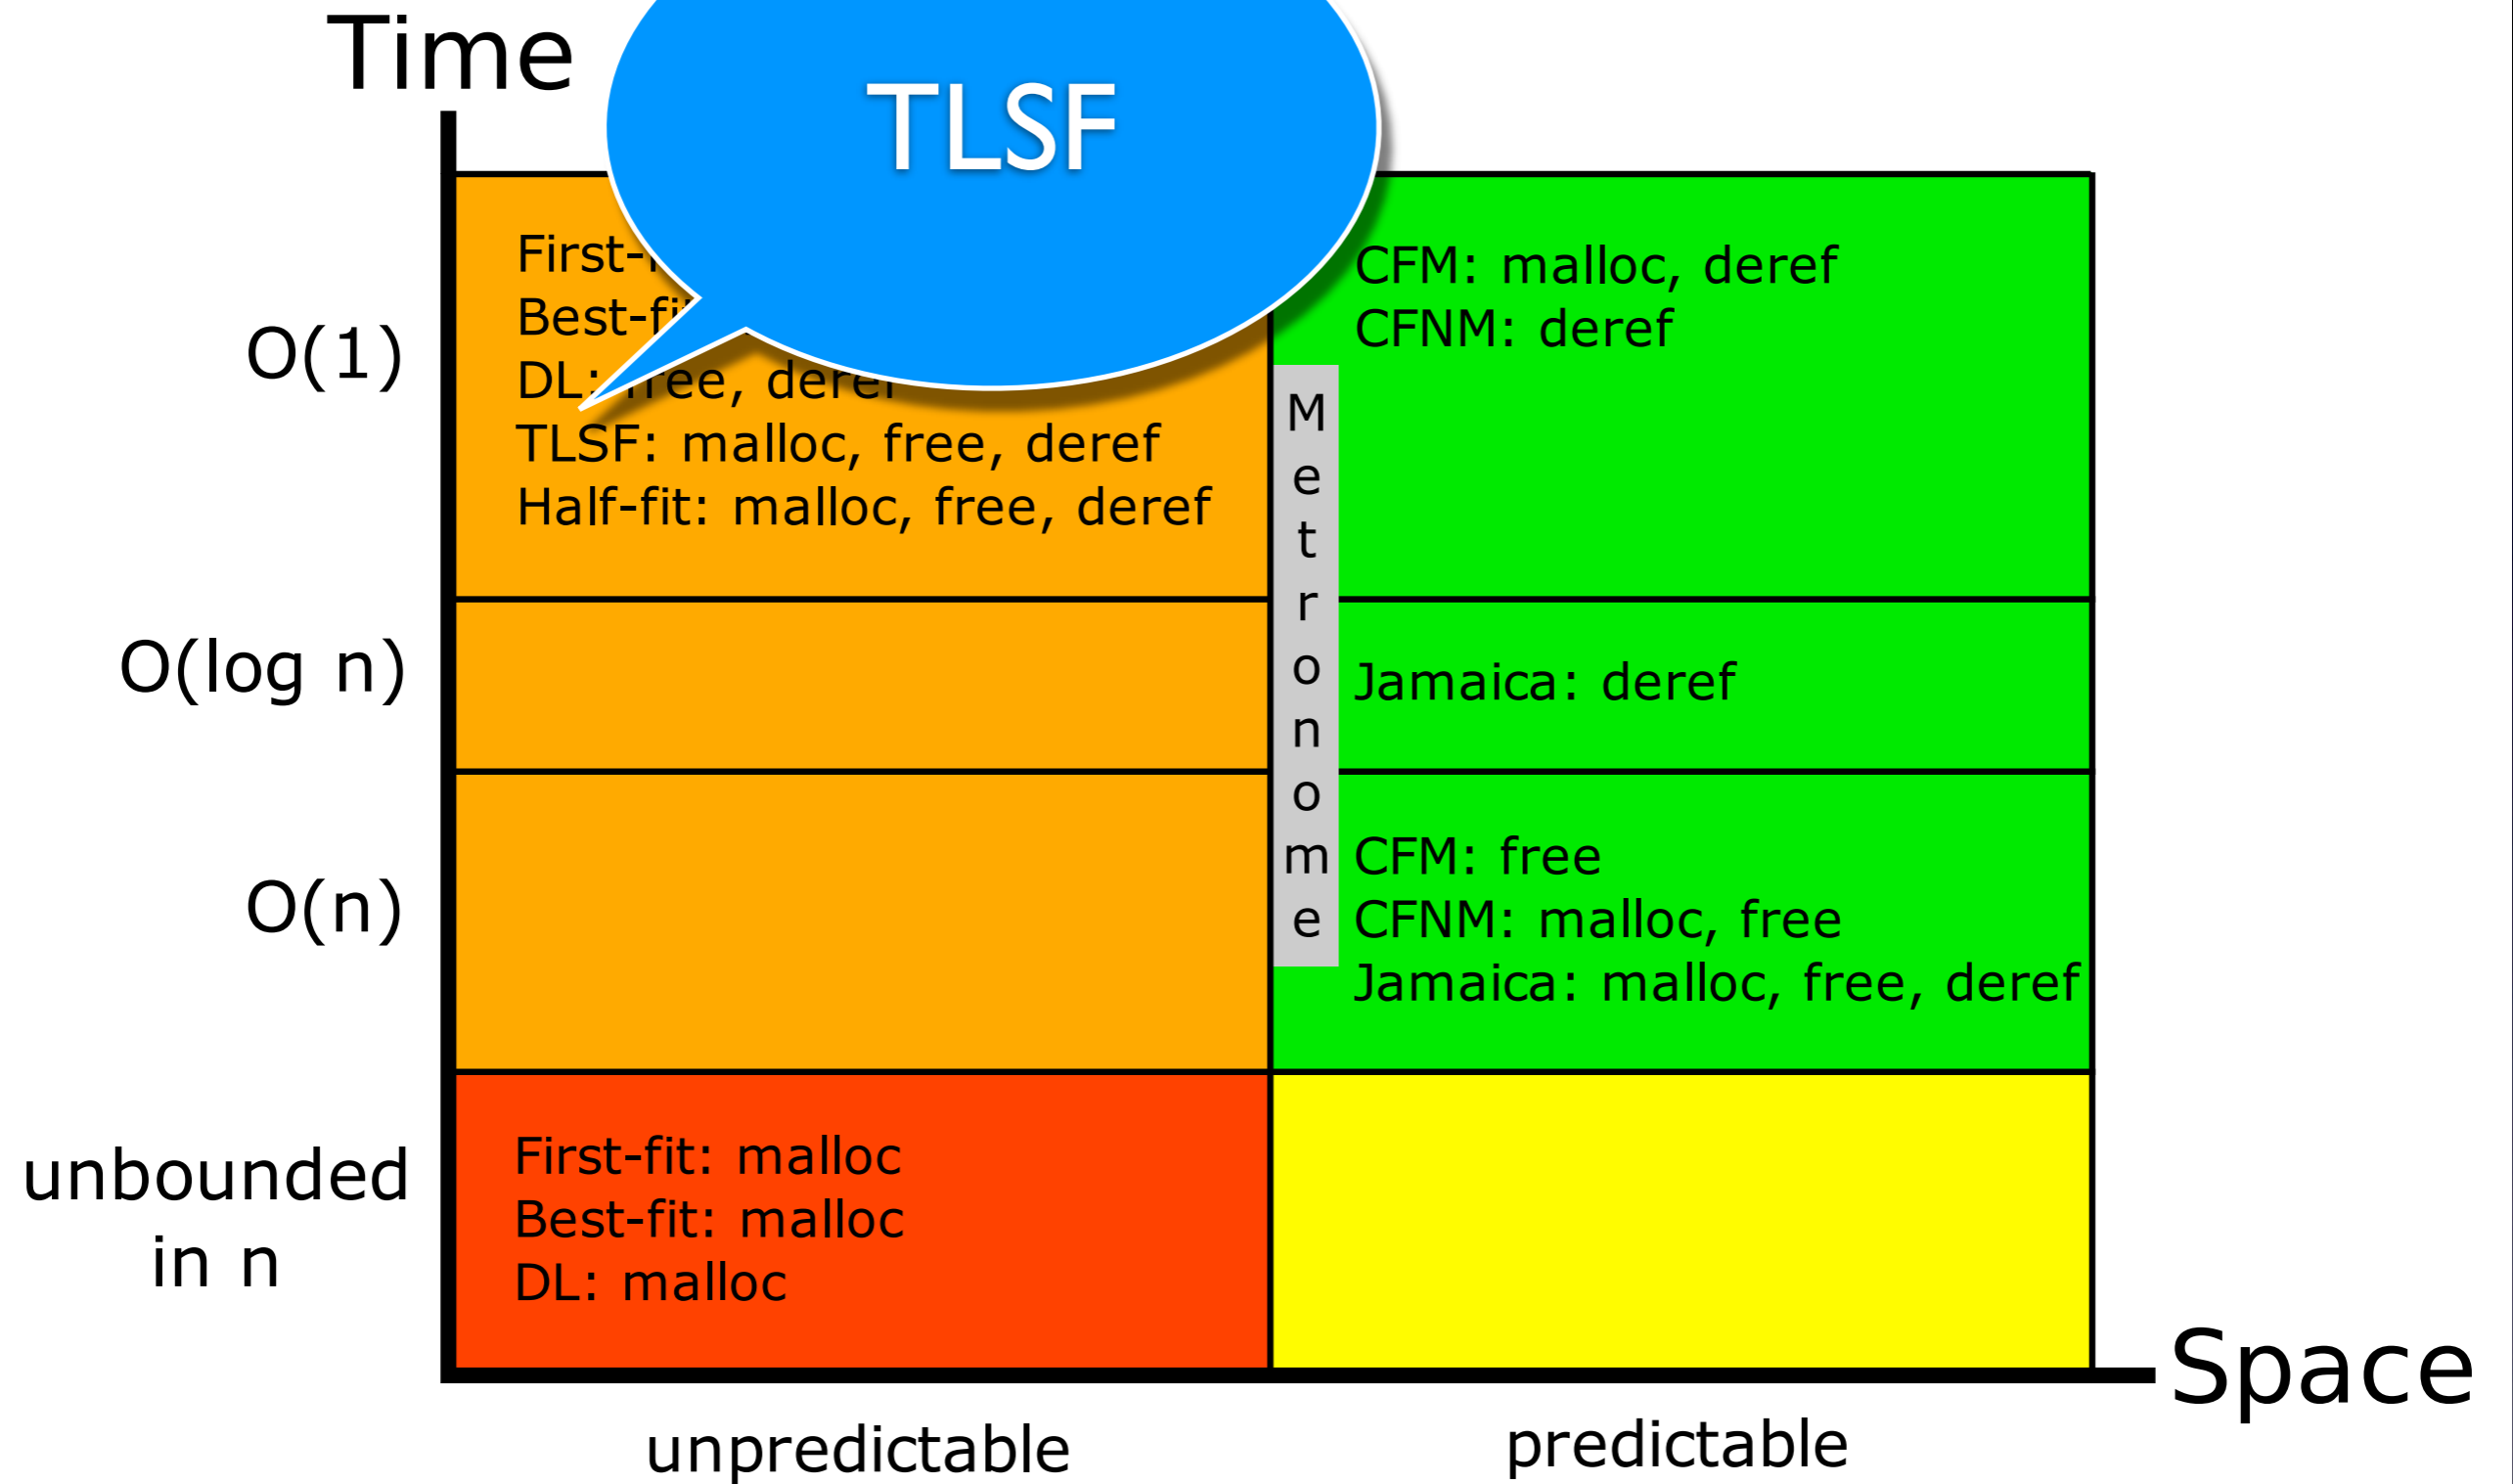 Time
TLSF
O(1)
First-
Best-fit
DL: free, deref
TLSF: malloc, free, deref
Half-fit: malloc, free, deref
CFM: malloc, deref
CFNM: deref
Metronome
O(log n)
Jamaica: deref
O(n)
CFM: free
CFNM: malloc, free
Jamaica: malloc, free, deref
unbounded
in n
First-fit: malloc
Best-fit: malloc
DL: malloc
Space
unpredictable
predictable